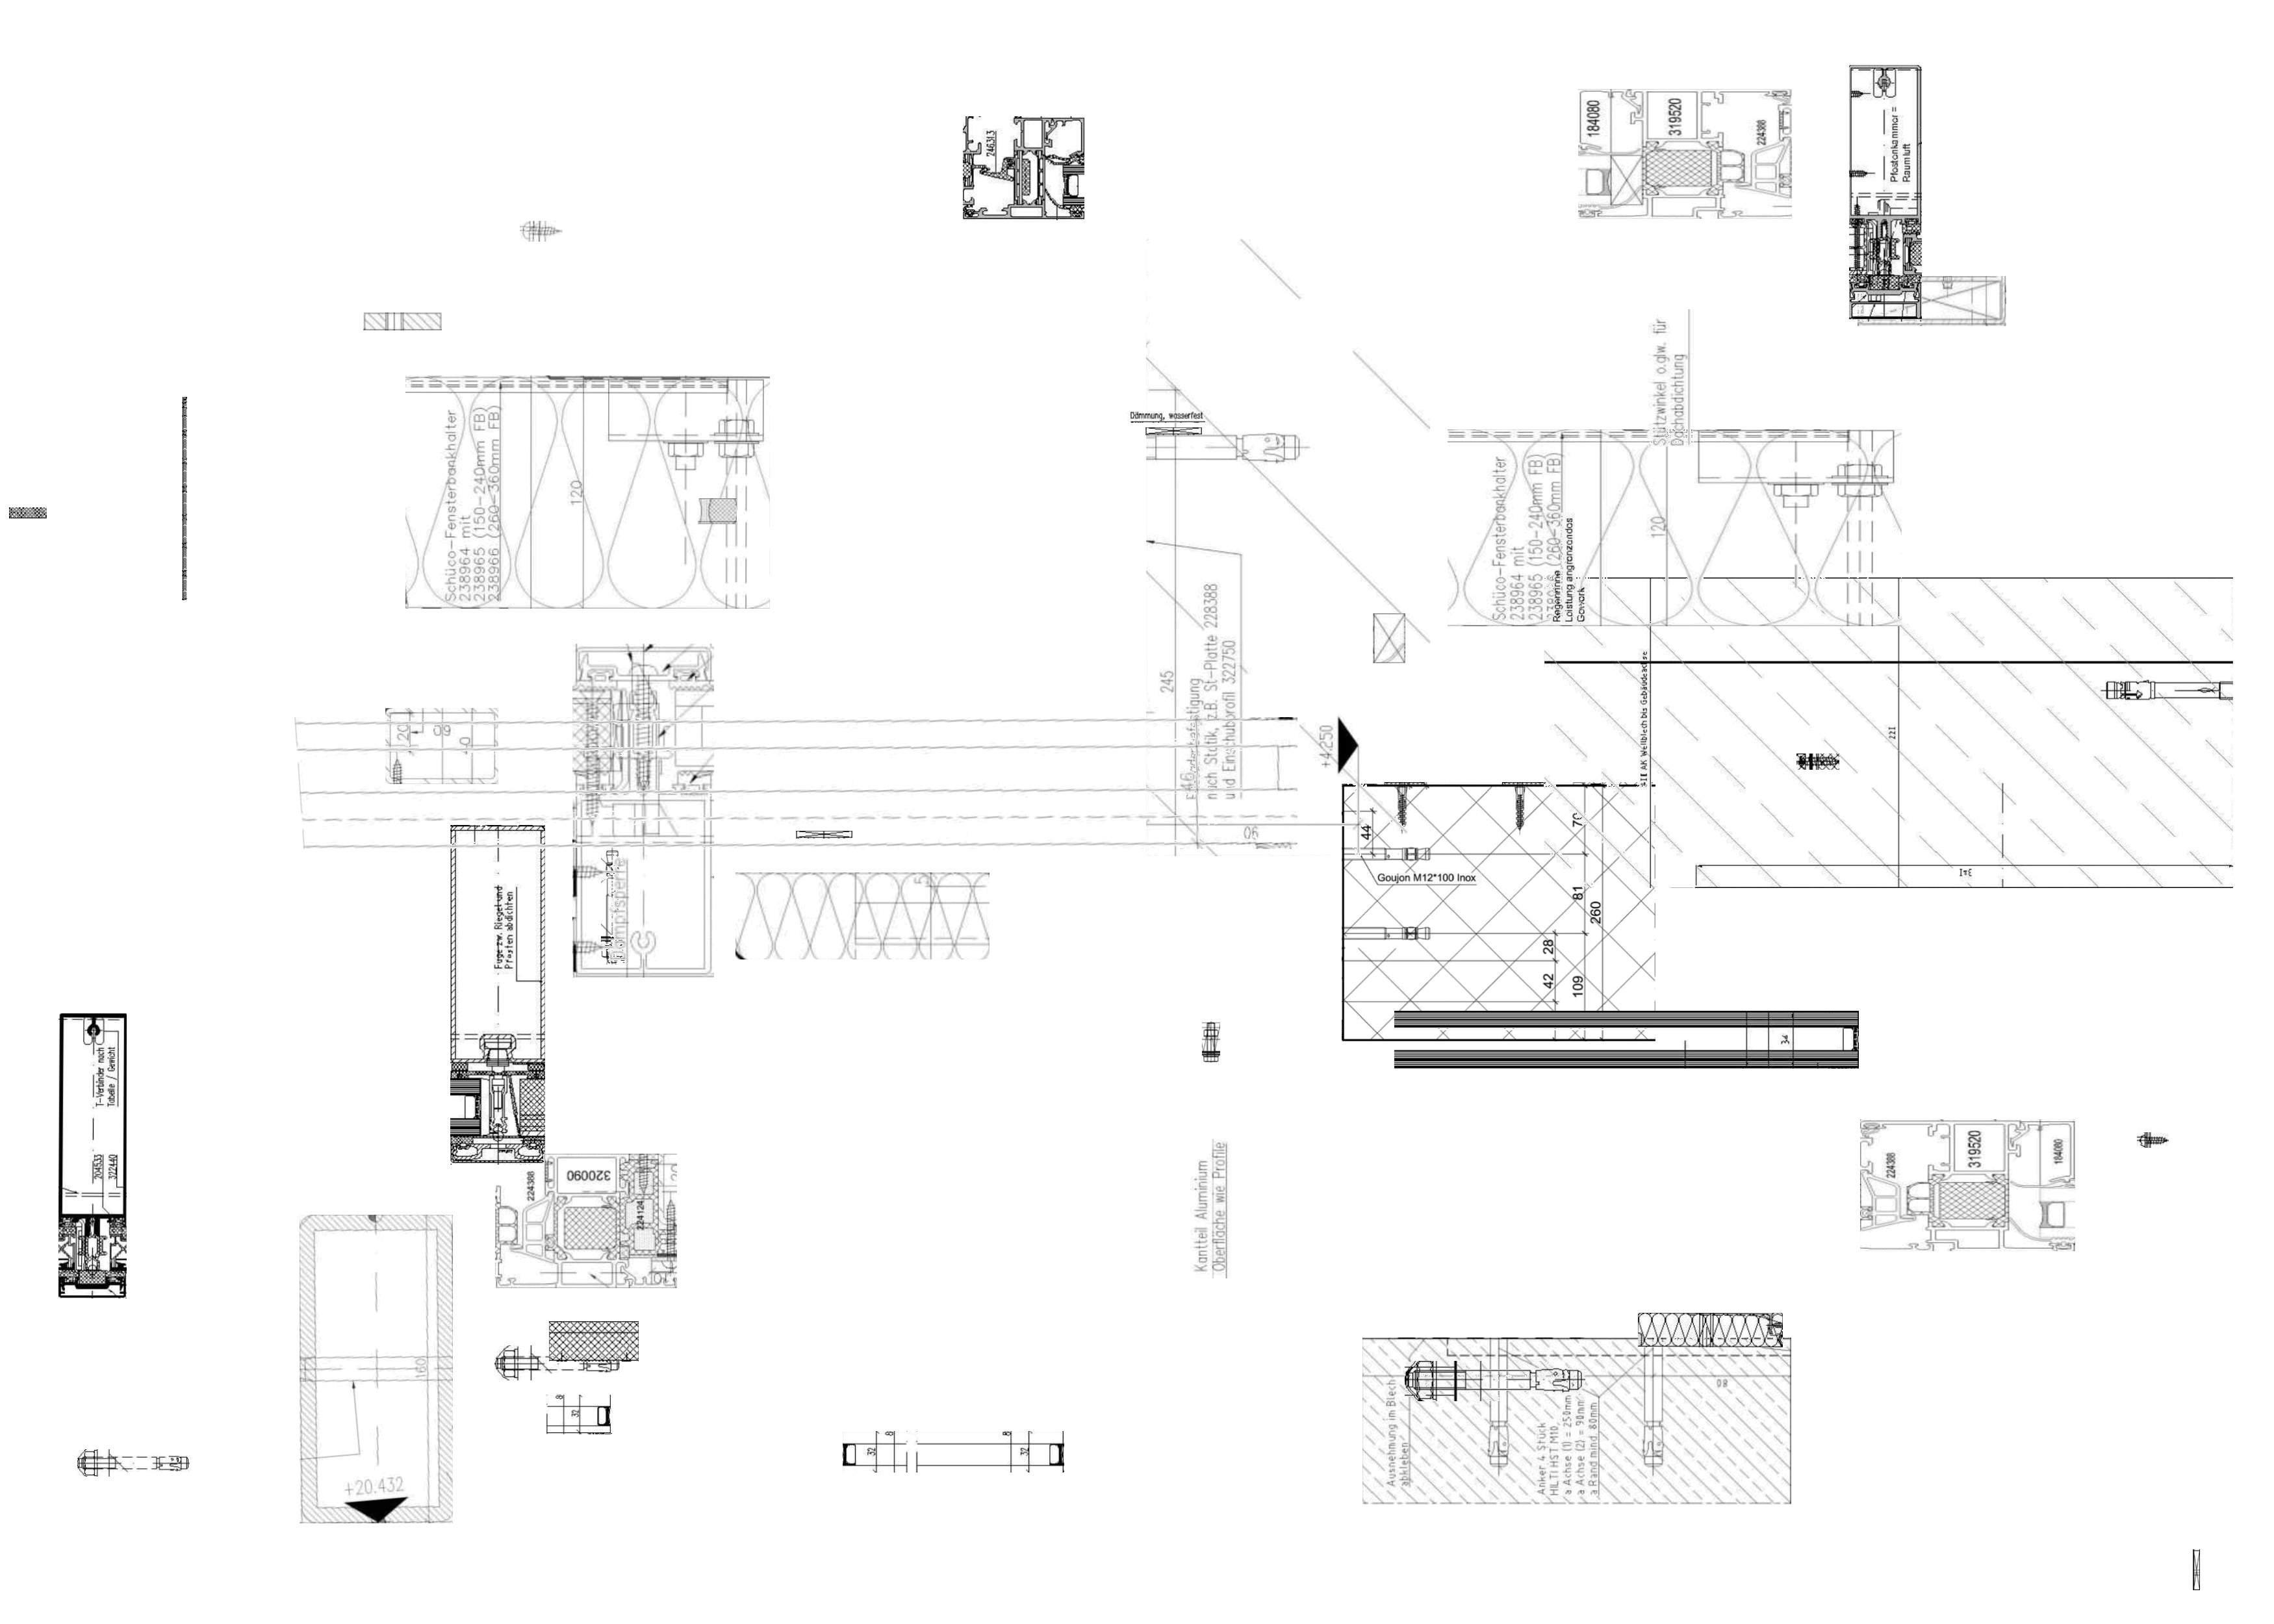 246313
184080
319520
224388
Pfostenkammer =
Raumluft
Stützwinkel o.glw. für
Dachabdichtung
Schüco-Fensterbankhalter
238964 mit
238965 (150-240mm FB)
238966 (260-360mm FB)
120
Dämmung, wasserfest
Schüco-Fensterbankhalter
238964 mit
238965 (150-240mm FB)
(260-360mm FB)
Regenrinne
Leistung angrenzendes
Gewerk
120
245
nach Statik, z.B. St-Platte 228388
und Einschubprofil 322750
90
+4.250
AK Wellblech bis Gebäudeachse
221
20
60
44
70
Goujon M12*100 Inox
81
260
28
42
109
34
Fuge zw. Riegel und
Pfosten abdichten
Dampfsperre
T-Verbinder nach
Tabelle / Gewicht
204533
322440
224388
320090
224124
Kantteil Aluminium
Oberfläche wie Profile
224388
319520
184080
160
+20.432
8
32
32
8
8
32
Ausnehmung im Blech
abkleben
Anker 4 Stück
HILTI HST M10,
a Achse (1) = 250mm
a Achse (2) = 90mm
a Rand mind. 80mm